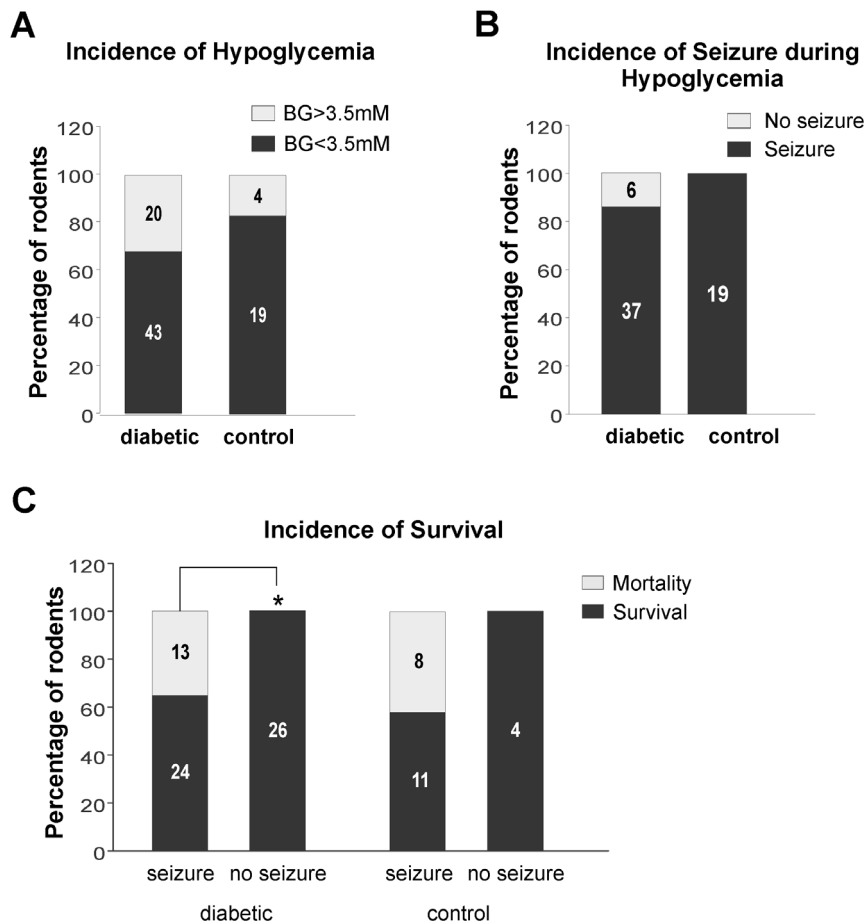 A
Incidence of Hypoglycemia
BG>3.5mM
BG<3.5mM
Percentage of rodents
120
100
80
60
40
20
0
20
4
43
19
diabetic control
B
Incidence of Seizure during
Hypoglycemia
No seizure
Seizure
Percentage of rodents
120
100
80
60
40
20
0
6
37
19
diabetic control
C
Incidence of Survival
Mortality
Survival
Percentage of rodents
120
100
80
60
40
20
0
*
13
8
24
26
11
4
seizure no seizure seizure no seizure
diabetic control